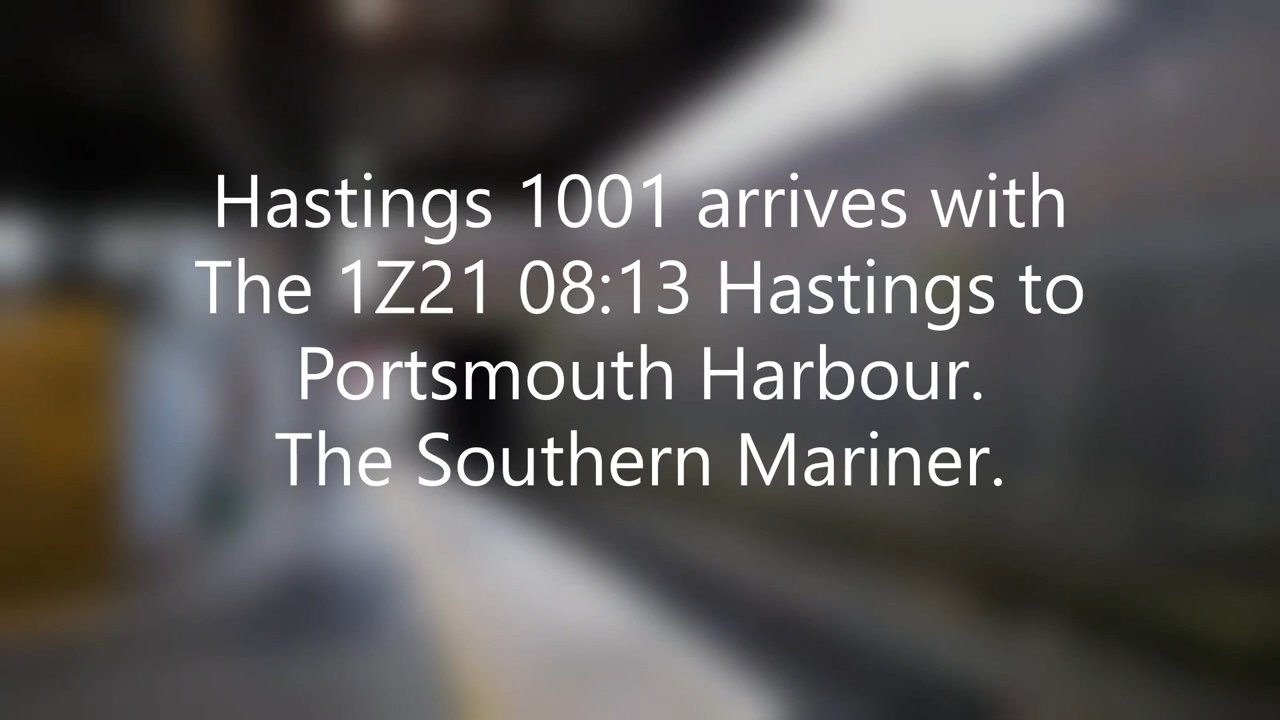 Hastings 1001 arrives with
The 1Z21 08:13 Hastings to
Portsmouth Harbour.
The Southern Mariner.